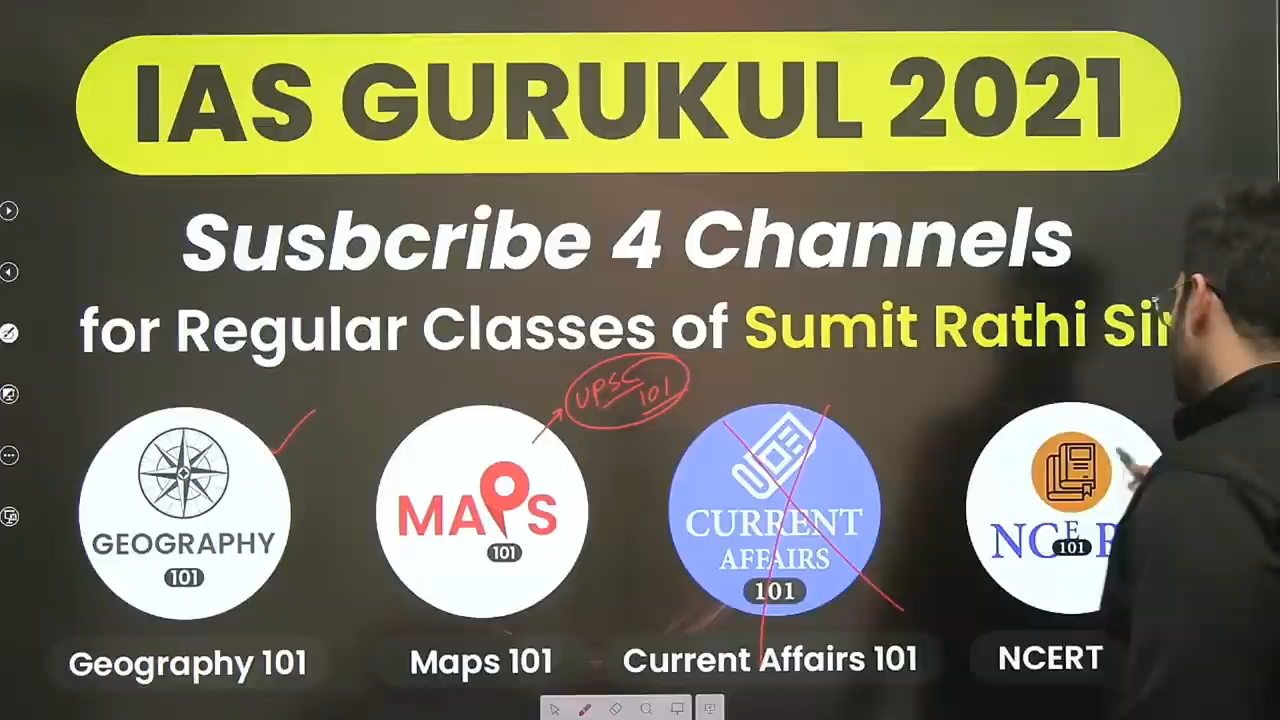 IAS GURUKUL 2021
Susbcribe 4 Channels
for Regular Classes of Sumit Rathi Sir
UPSC
101
GEOGRAPHY
101
MAPS
101
CURRENT
AFFAIRS
101
101
Geography 101
Maps 101
Current Affairs 101
NCERT